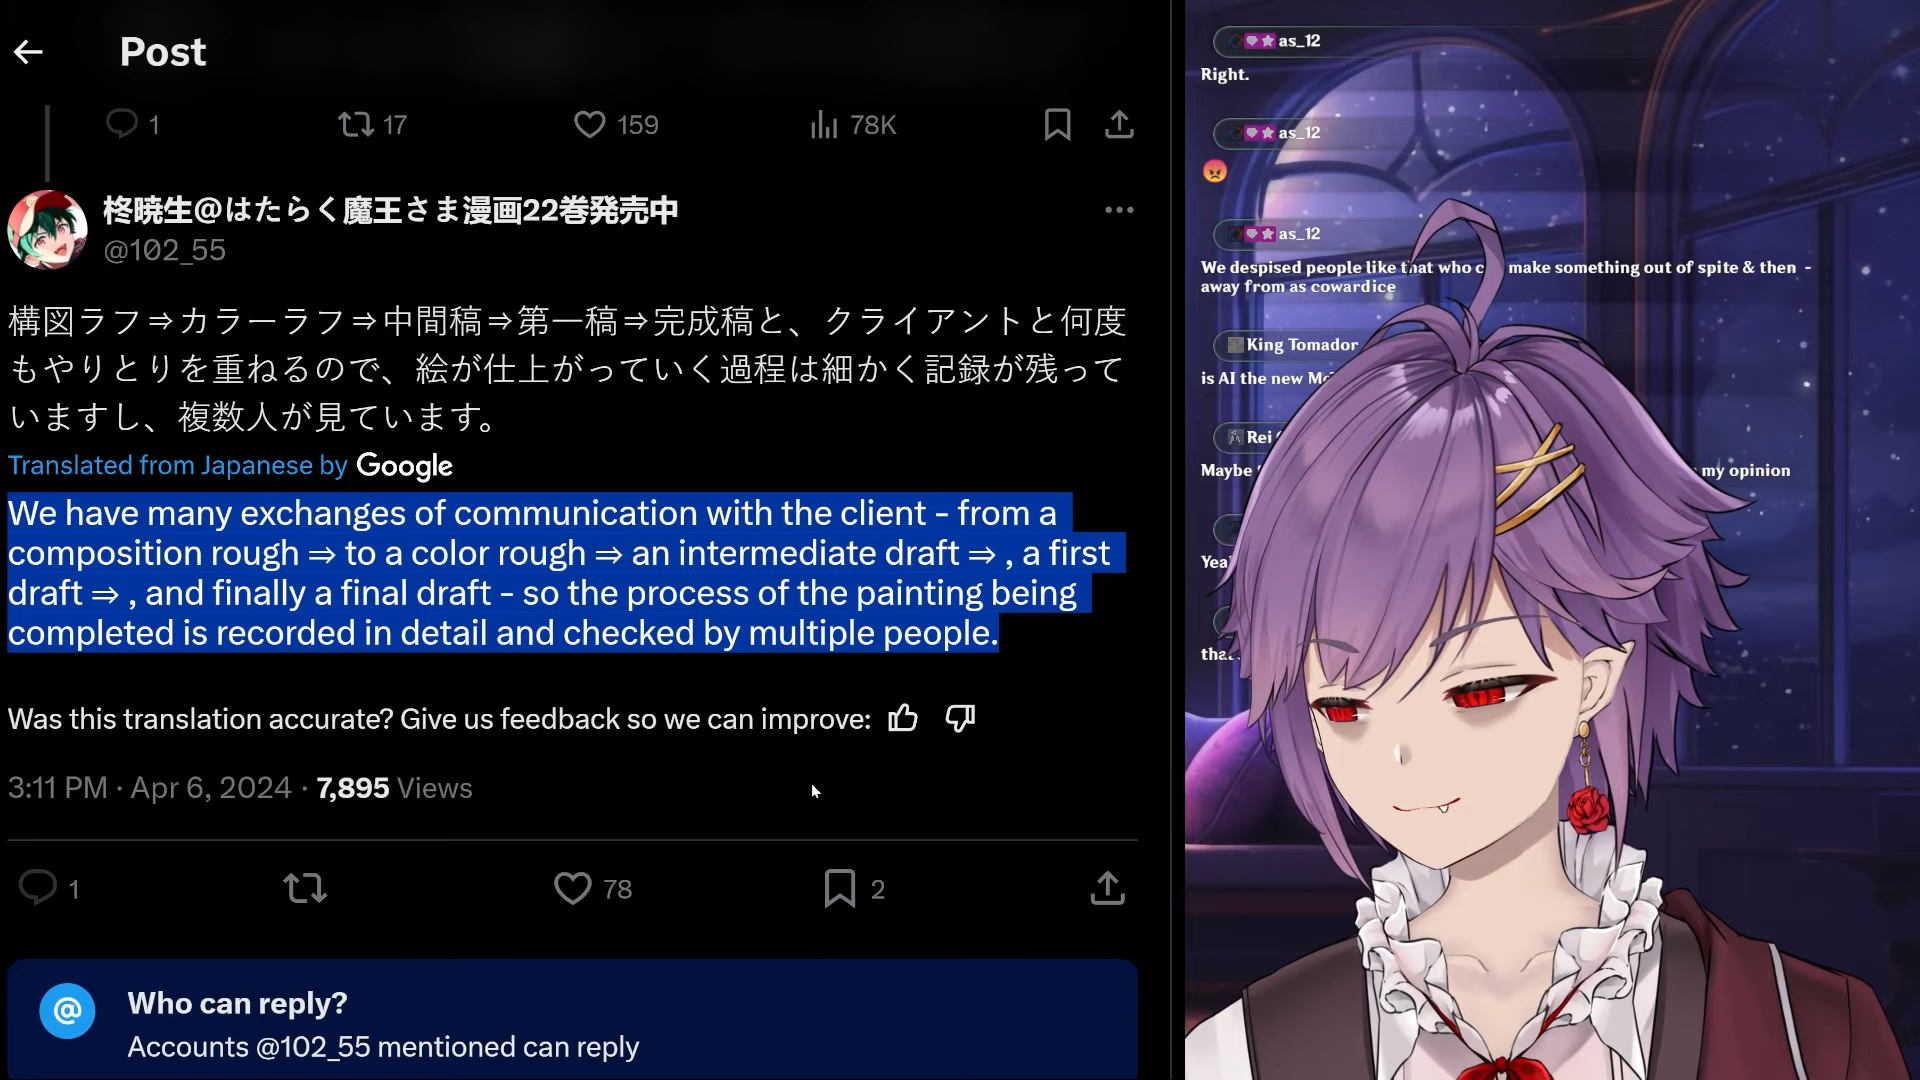 Post
1 17 159 78K
柊暁生@はたらく魔王さま漫画22巻発売中
@102_55
構図ラフ⇒カラーラフ⇒中間稿⇒第一稿⇒完成稿と、クライアントと何度
もやりとりを重ねるので、絵が仕上がっていく過程は細かく記録が残って
いますし、複数人が見ています。
Translated from Japanese by Google
We have many exchanges of communication with the client - from a
composition rough ⇒ to a color rough ⇒ an intermediate draft ⇒ , a first
draft ⇒ , and finally a final draft - so the process of the painting being
completed is recorded in detail and checked by multiple people.
Was this translation accurate? Give us feedback so we can improve:
3:11 PM · Apr 6, 2024 · 7,895 Views
1 78 2
@
Who can reply?
Accounts @102_55 mentioned can reply
as_12
Right.
as_12
as_12
We despised people like that who make something out of spite & then -
away from as cowardice
King Tomador
is AI the new
Rei
Maybe my opinion